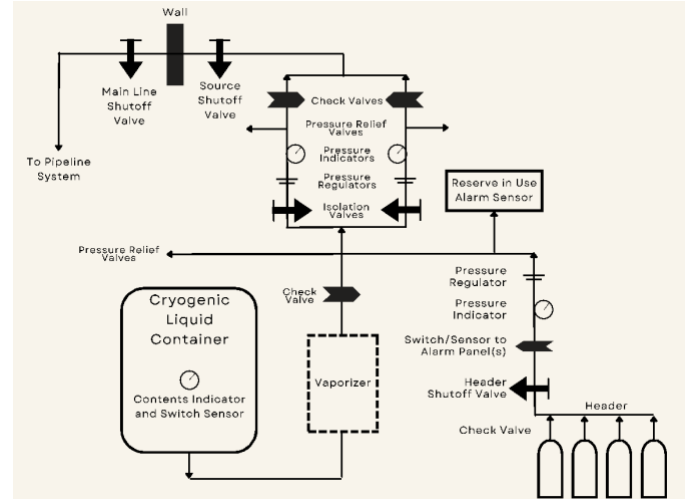 Wall
Main Line
Shutoff
Valve
Source
Shutoff
Valve
Check Valves
Pressure Relief
Valves
Pressure
Indicators
Pressure
Regulators
Isolation
Valves
To Pipeline
System
Reserve in Use
Alarm Sensor
Pressure Relief
Valves
Pressure
Regulator
Pressure
Indicator
Switch/Sensor to
Alarm Panel(s)
Header
Shutoff Valve
Header
Check Valve
Check
Valve
Vaporizer
Cryogenic
Liquid
Container
Contents Indicator
and Switch Sensor